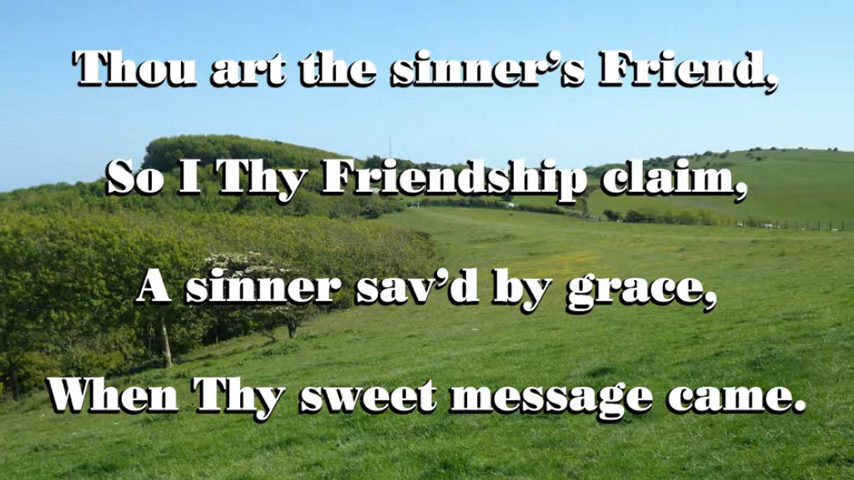 Thou art the sinner's Friend,
So I Thy Friendship claim,
A sinner sav'd by grace,
When Thy sweet message came.